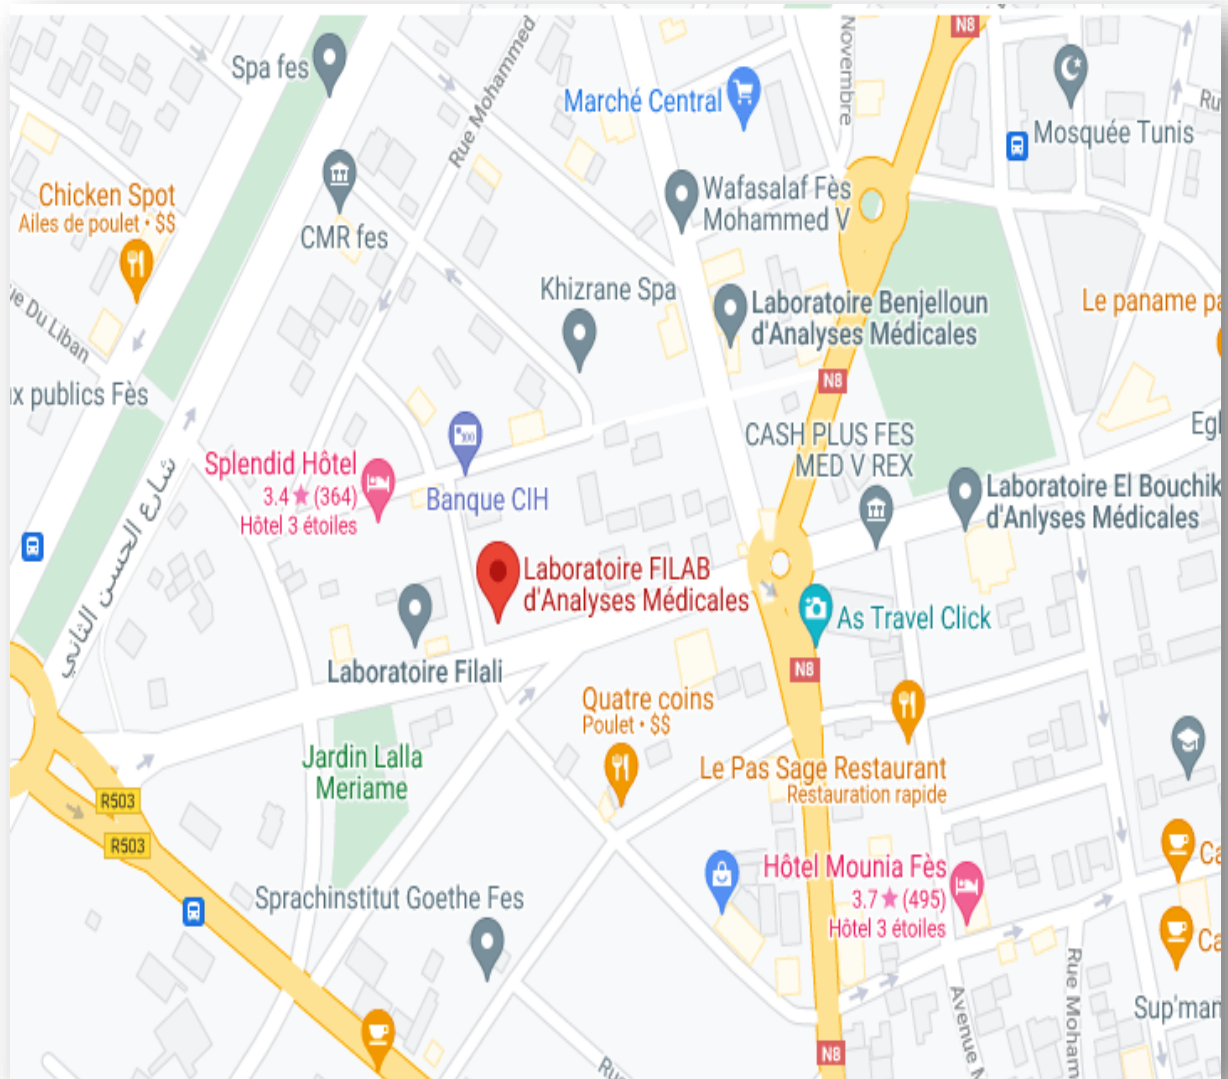 N8
Novembre
Spa fes
Rue Mohammed
Marché Central
Ru
Mosquée Tunis
Chicken Spot
Ailes de poulet • $$
Wafasalaf Fès
Mohammed V
CMR fes
Khizrane Spa
Laboratoire Benjelloun
d'Analyses Médicales
Le paname pa
ue Du Liban
N8
ux publics Fès
CASH PLUS FES
MED V REX
Egl
Splendid Hôtel
3.4 ★ (364)
Hôtel 3 étoiles
100
Banque CIH
Laboratoire El Bouchik
d'Anlyses Médicales
شارع الحسن الثاني
Laboratoire FILAB
d'Analyses Médicales
As Travel Click
Laboratoire Filali
N8
Quatre coins
Poulet • $$
Jardin Lalla
Meriame
Le Pas Sage Restaurant
Restauration rapide
R503
R503
Hôtel Mounia Fès
3.7 ★ (495)
Hôtel 3 étoiles
Ca
Sprachinstitut Goethe Fes
Ca
Rue Moham
Avenue M
Sup'man
N8
Rue